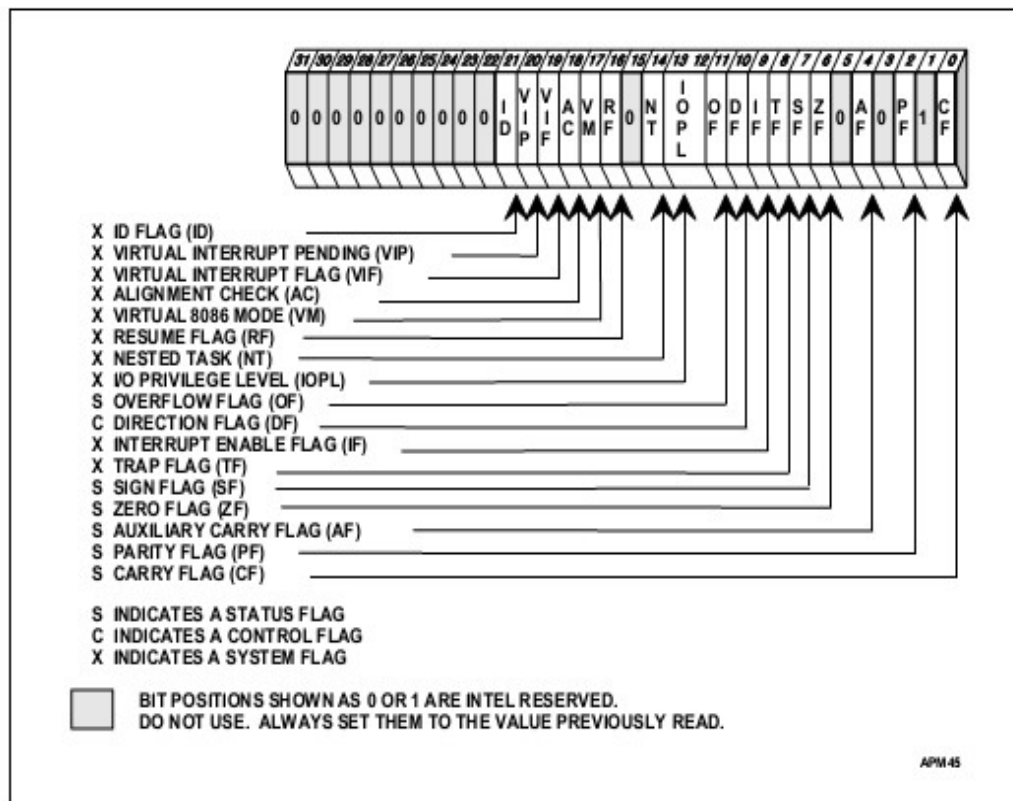 31 30 29 28 27 26 25 24 23 22 21 20 19 18 17 16 15 14 13 12 11 10 9 8 7 6 5 4 3 2 1 0
0 0 0 0 0 0 0 0 0 0 ID VIP VIF AC VM RF 0 NT IOPL OF DF IF TF SF ZF 0 AF 0 PF 1 CF
X ID FLAG (ID)
X VIRTUAL INTERRUPT PENDING (VIP)
X VIRTUAL INTERRUPT FLAG (VIF)
X ALIGNMENT CHECK (AC)
X VIRTUAL 8086 MODE (VM)
X RESUME FLAG (RF)
X NESTED TASK (NT)
X I/O PRIVILEGE LEVEL (IOPL)
S OVERFLOW FLAG (OF)
C DIRECTION FLAG (DF)
X INTERRUPT ENABLE FLAG (IF)
X TRAP FLAG (TF)
S SIGN FLAG (SF)
S ZERO FLAG (ZF)
S AUXILIARY CARRY FLAG (AF)
S PARITY FLAG (PF)
S CARRY FLAG (CF)
S INDICATES A STATUS FLAG
C INDICATES A CONTROL FLAG
X INDICATES A SYSTEM FLAG
BIT POSITIONS SHOWN AS 0 OR 1 ARE INTEL RESERVED.
DO NOT USE. ALWAYS SET THEM TO THE VALUE PREVIOUSLY READ.
APM45